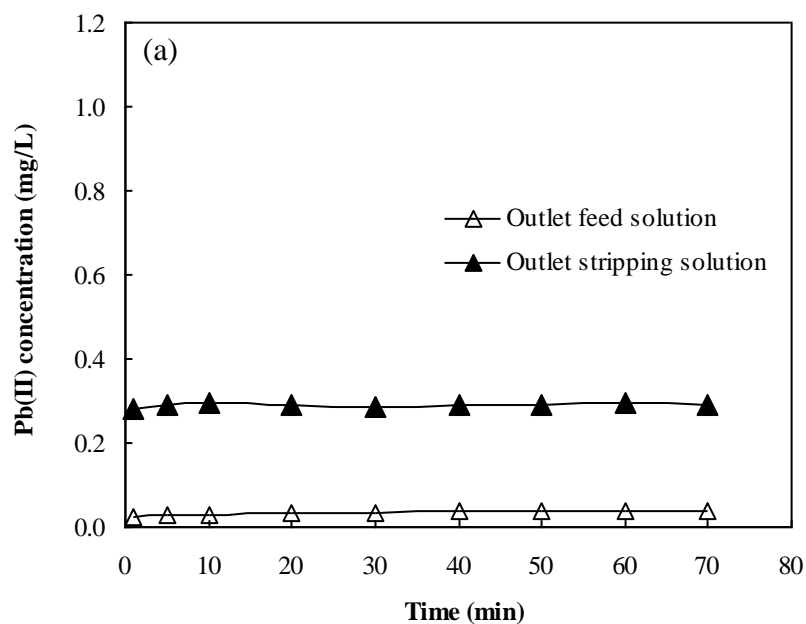 (a)
Pb(II) concentration (mg/L)
1.2
1.0
0.8
0.6
0.4
0.2
0.0
Outlet feed solution
Outlet stripping solution
0 10 20 30 40 50 60 70 80
Time (min)